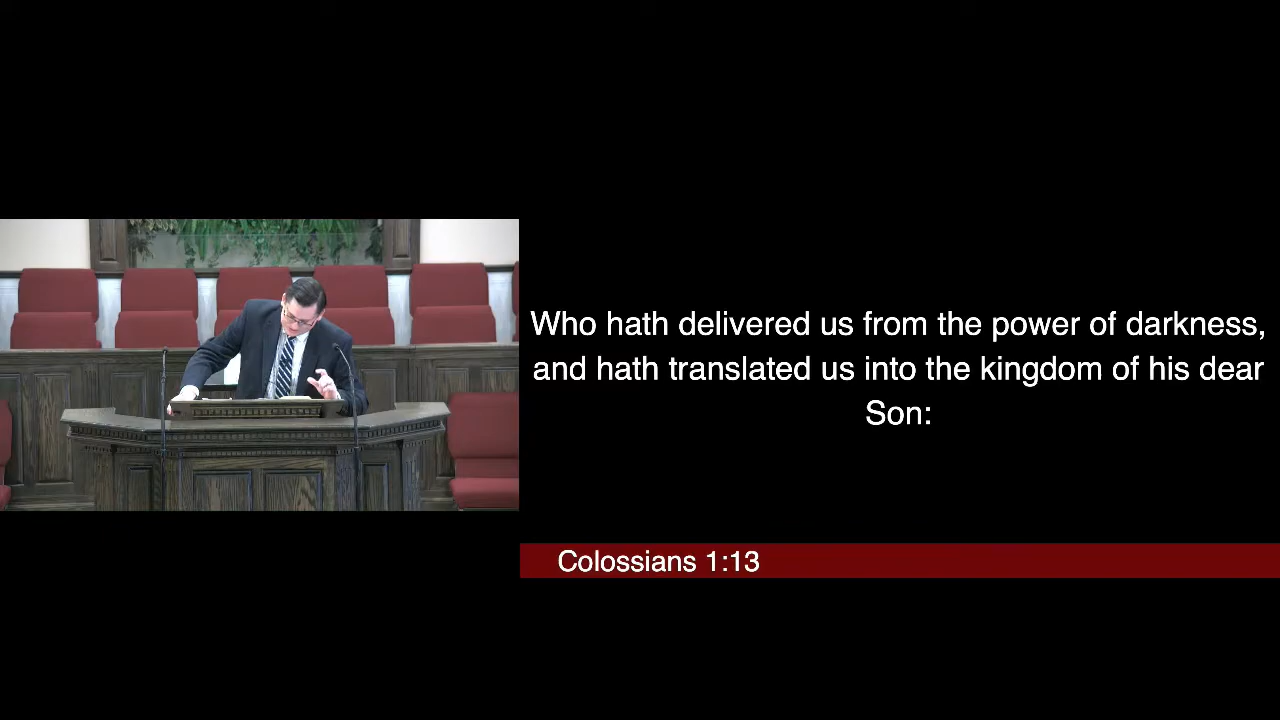 Who hath delivered us from the power of darkness,
and hath translated us into the kingdom of his dear
Son:
Colossians 1:13